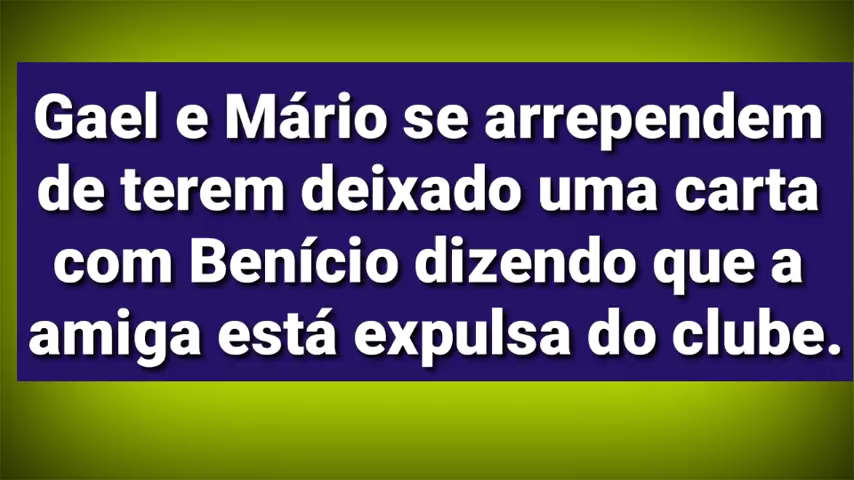 Gael e Mário se arrependem
de terem deixado uma carta
com Benício dizendo que a
amiga está expulsa do clube.